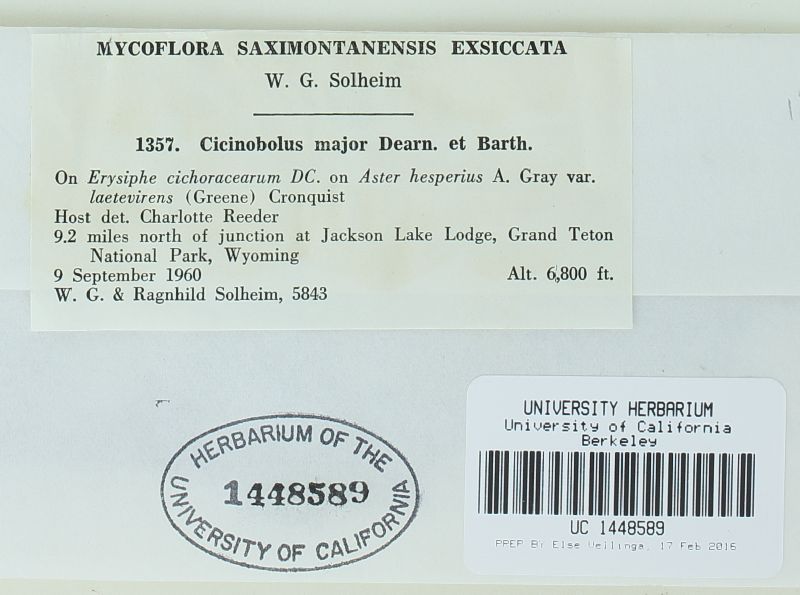 MYCOFLORA SAXIMONTANENSIS EXSICCATA
W. G. Solheim
1357. Cicinobolus major Dearn. et Barth.
On Erysiphe cichoracearum DC. on Aster hesperius A. Gray var.
laetevirens (Greene) Cronquist
Host det. Charlotte Reeder
9.2 miles north of junction at Jackson Lake Lodge, Grand Teton
National Park, Wyoming
9 September 1960 Alt. 6,800 ft.
W. G. & Ragnhild Solheim, 5843
HERBARIUM OF THE
1448589
UNIVERSITY OF CALIFORNIA
UNIVERSITY HERBARIUM
University of California
Berkeley
UC 1448589
PREP BY Else Vellinga, 17 Feb 2016